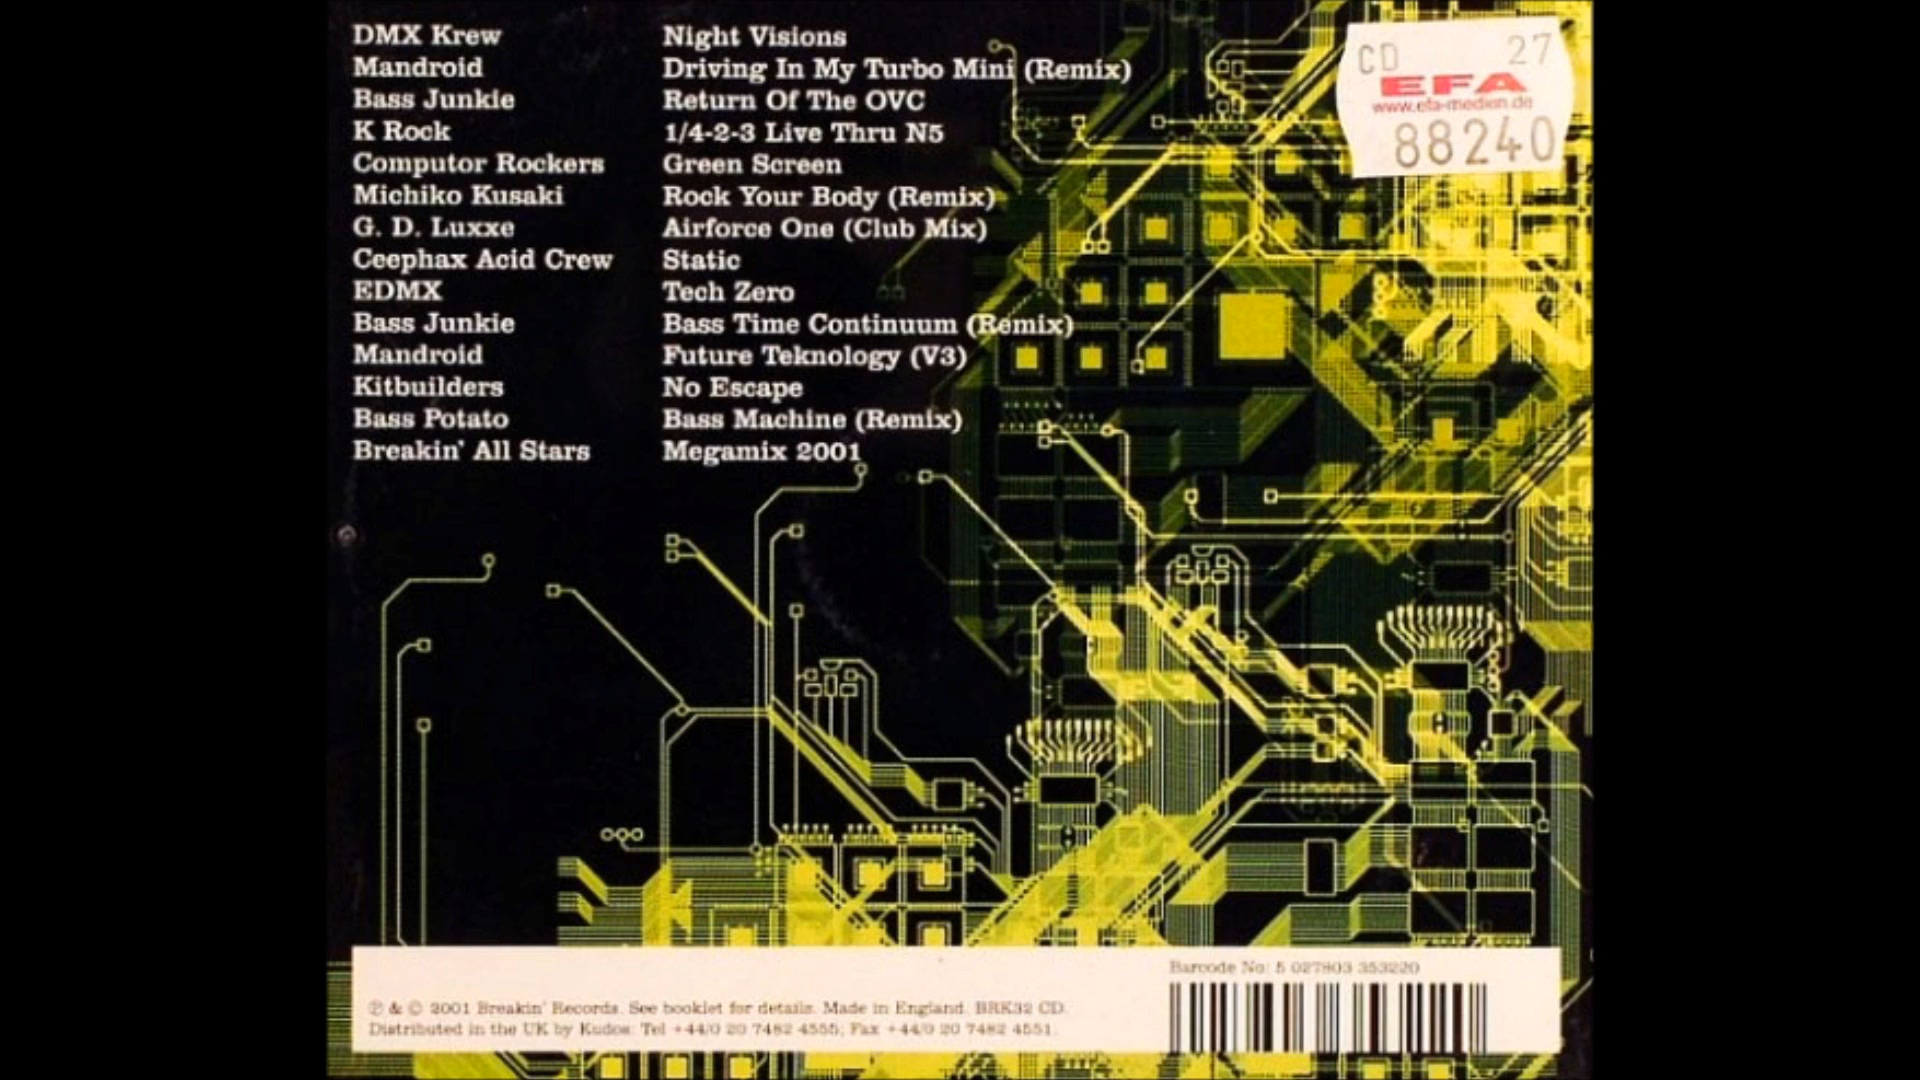 DMX Krew Night Visions
Mandroid Driving In My Turbo Mini (Remix)
Bass Junkie Return Of The OVC
K Rock 1/4-2-3 Live Thru N5
Computor Rockers Green Screen
Michiko Kusaki Rock Your Body (Remix)
G. D. Luxxe Airforce One (Club Mix)
Ceephax Acid Crew Static
EDMX Tech Zero
Bass Junkie Bass Time Continuum (Remix)
Mandroid Future Teknology (V3)
Kitbuilders No Escape
Bass Potato Bass Machine (Remix)
Breakin' All Stars Megamix 2001
CD 27
EFA
www.efa-medien.de
88240
Barcode No: 5 027803 353220
℗ & © 2001 Breakin' Records. See booklet for details. Made in England. BRK32 CD.
Distributed in the UK by Kudos: Tel +44/0 20 7482 4555; Fax +44/0 20 7482 4551.